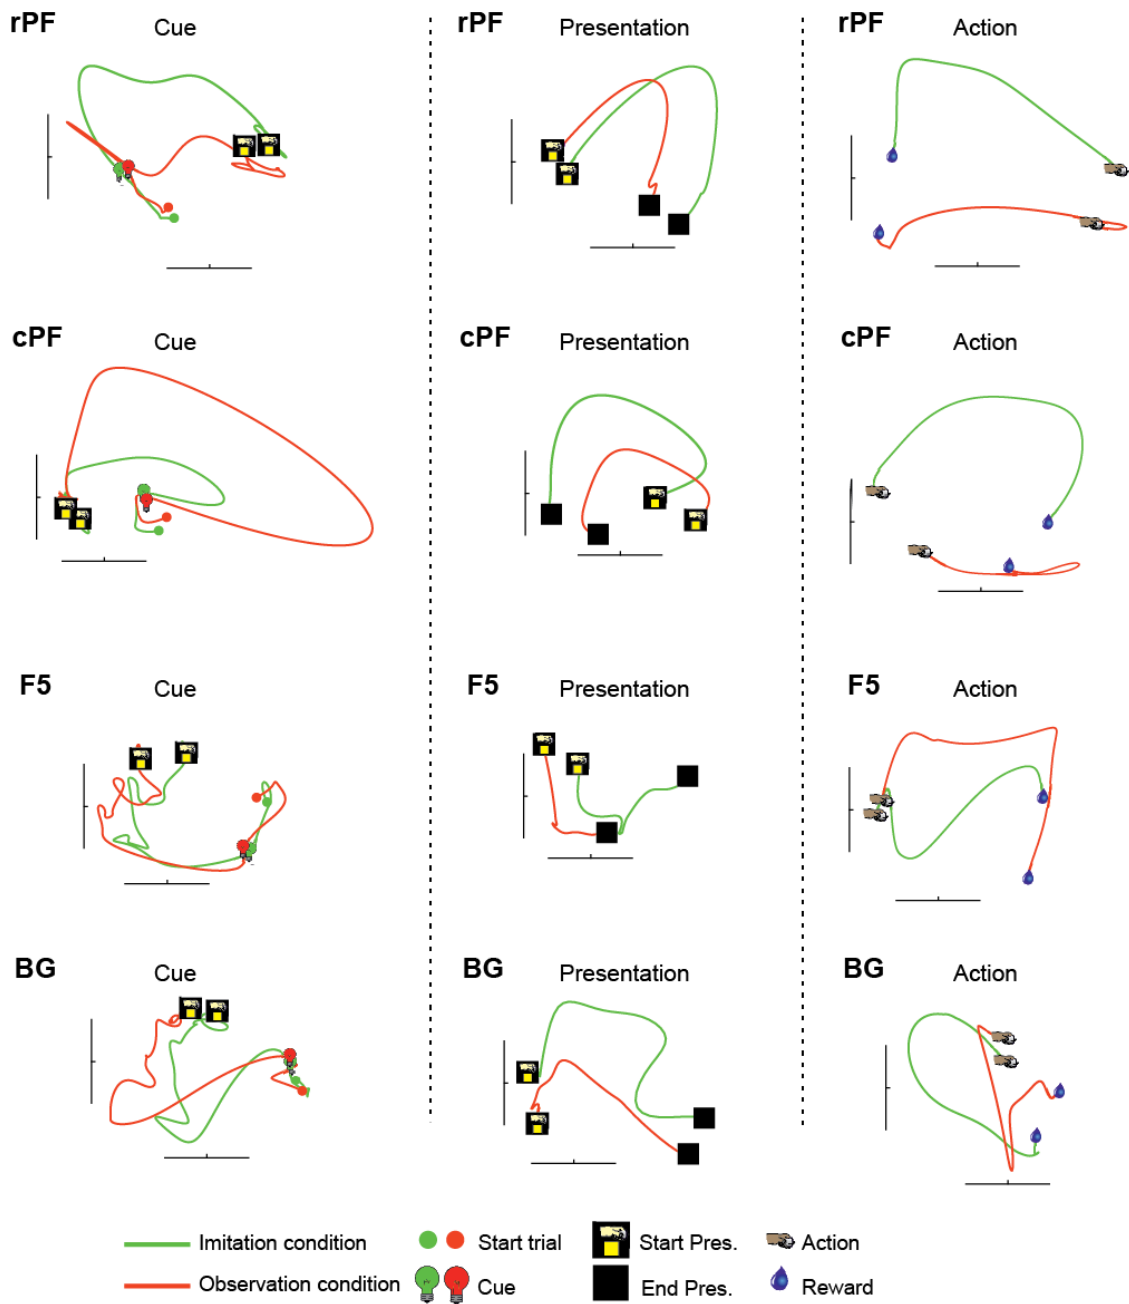 rPF Cue rPF Presentation rPF Action
cPF Cue cPF Presentation cPF Action
F5 Cue F5 Presentation F5 Action
BG Cue BG Presentation BG Action
Imitation condition Start trial Start Pres. Action
Observation condition Cue End Pres. Reward